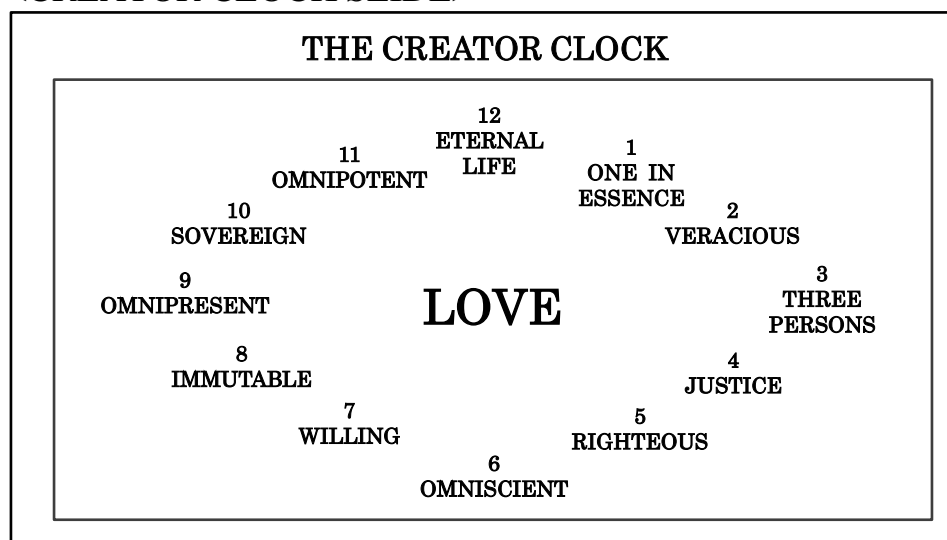 THE CREATOR CLOCK
12
ETERNAL
LIFE
1
ONE IN
ESSENCE
2
VERACIOUS
3
THREE
PERSONS
4
JUSTICE
5
RIGHTEOUS
6
OMNISCIENT
7
WILLING
8
IMMUTABLE
9
OMNIPRESENT
10
SOVEREIGN
11
OMNIPOTENT
LOVE